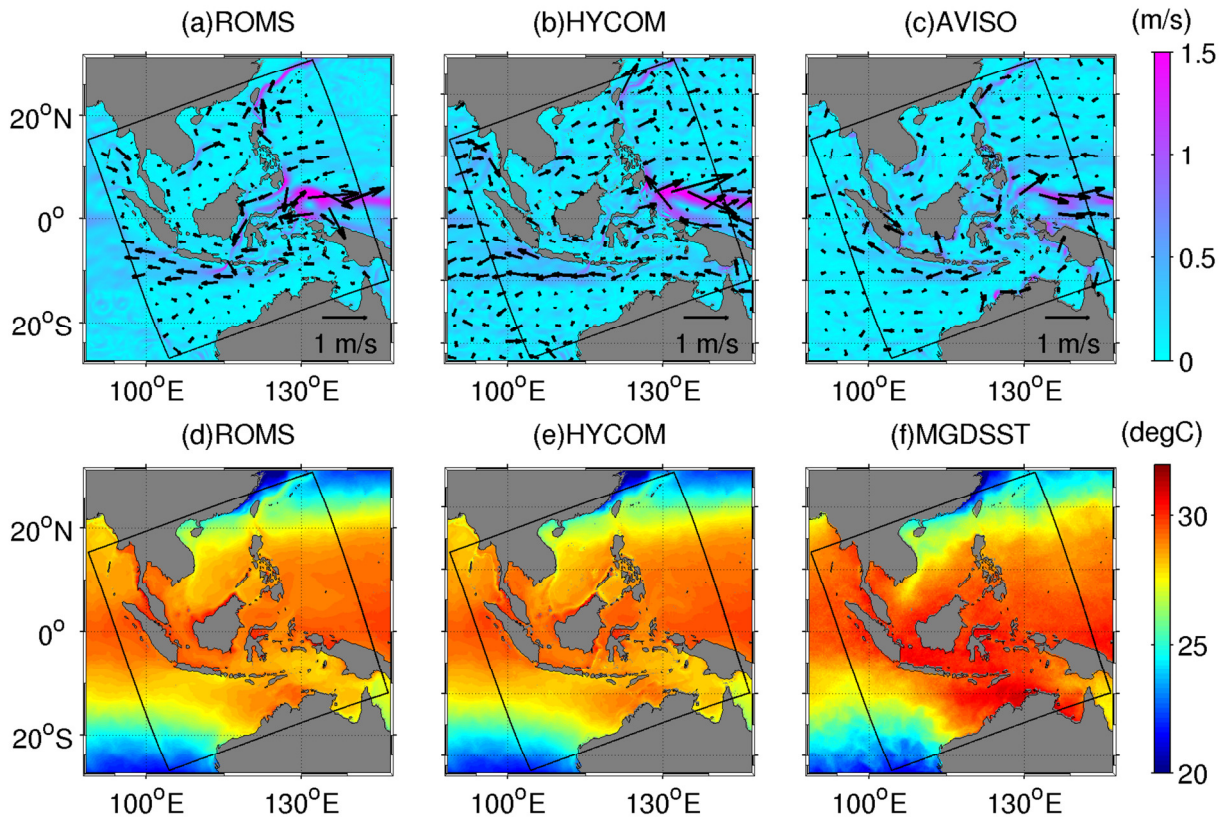 (a)ROMS (b)HYCOM (c)AVISO (m/s)
1.5
20°N
1
0°
0.5
20°S
1 m/s 1 m/s 1 m/s
0
100°E 130°E 100°E 130°E 100°E 130°E
(d)ROMS (e)HYCOM (f)MGDSST (degC)
20°N
30
0°
25
20°S
20
100°E 130°E 100°E 130°E 100°E 130°E